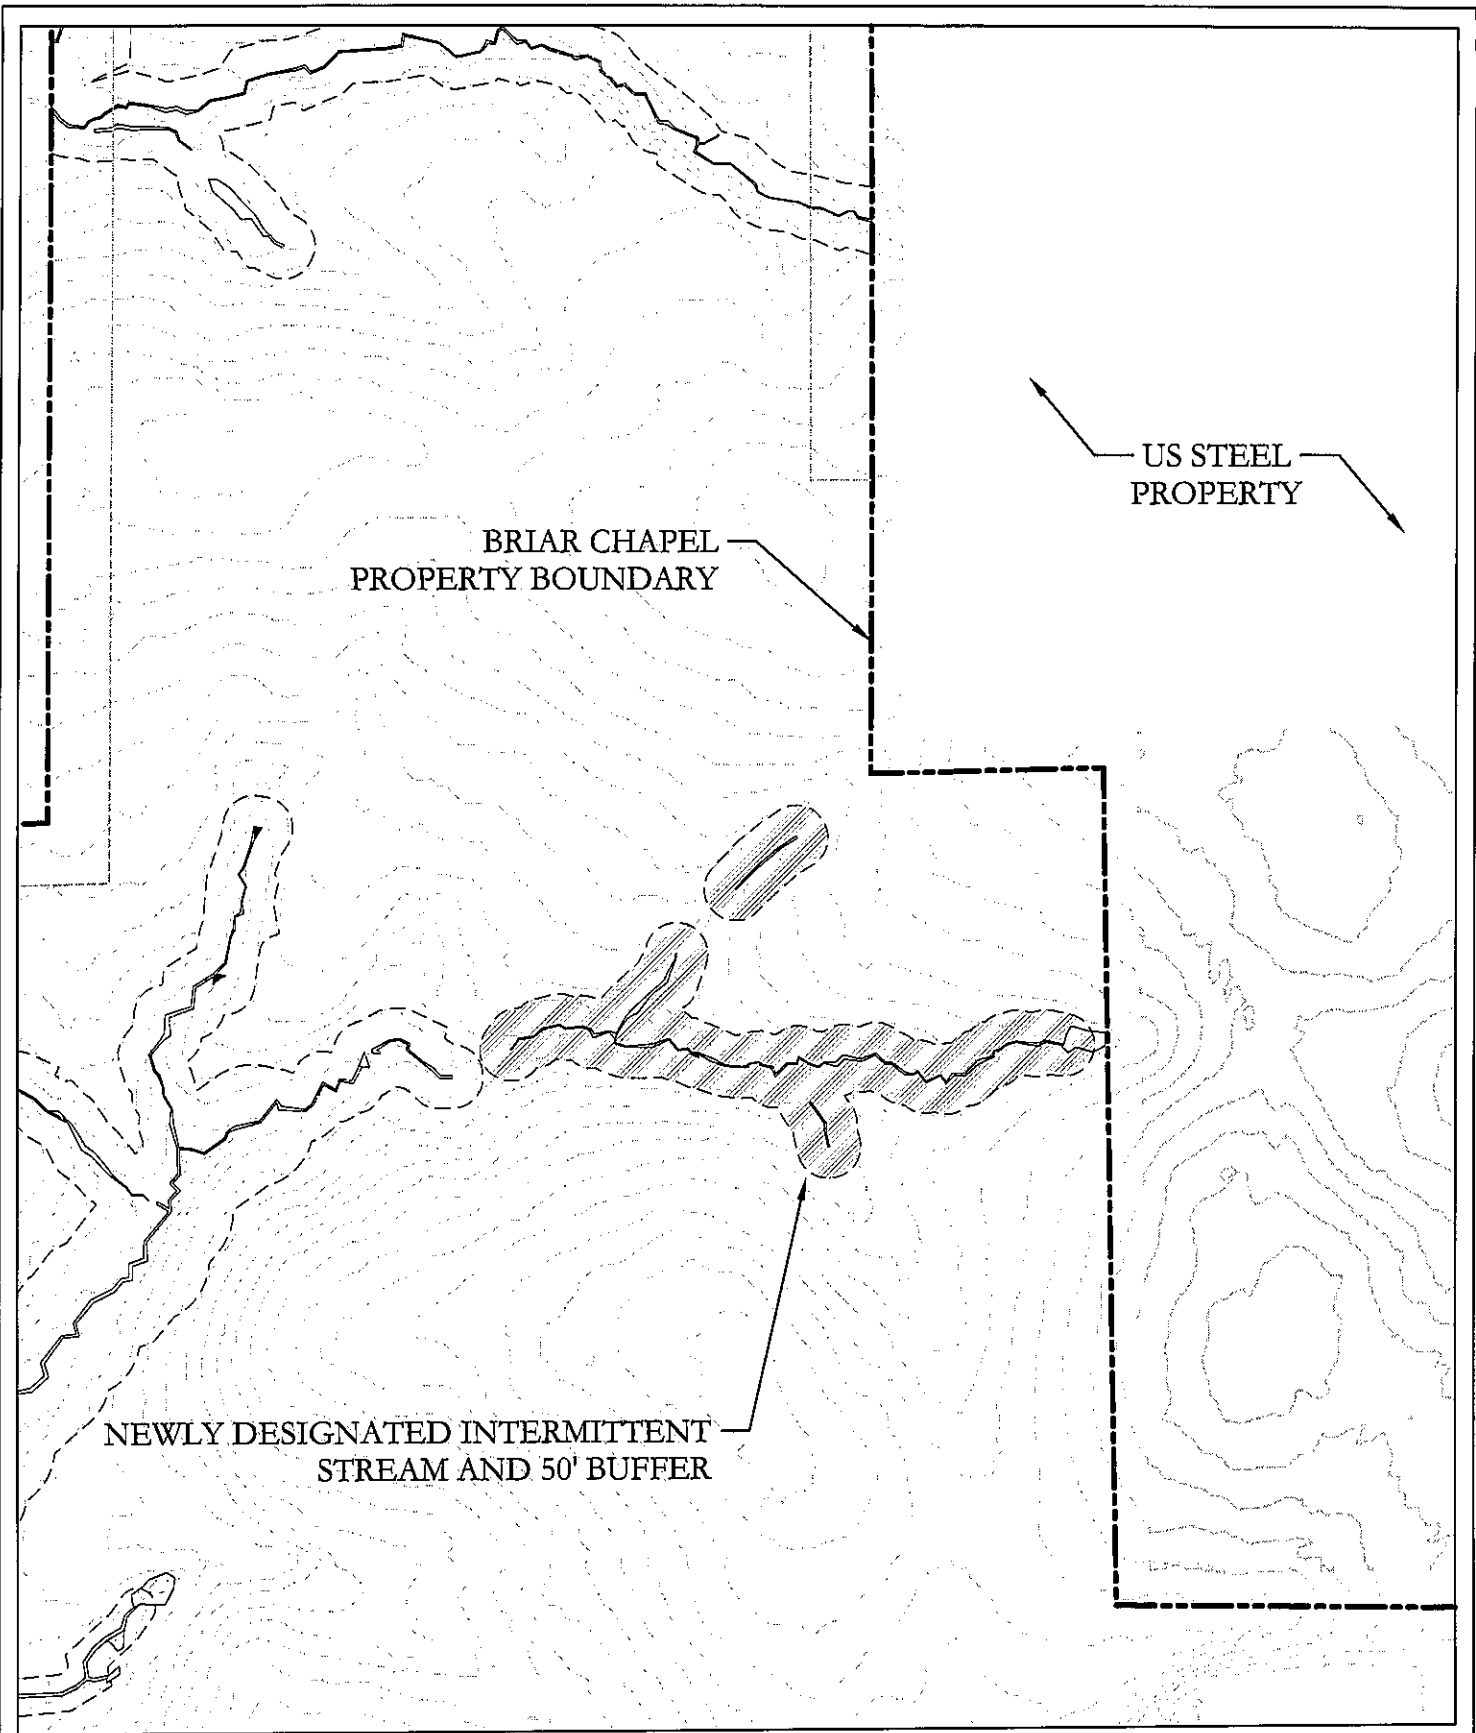 US STEEL
PROPERTY
BRIAR CHAPEL
PROPERTY BOUNDARY
NEWLY DESIGNATED INTERMITTENT
STREAM AND 50' BUFFER